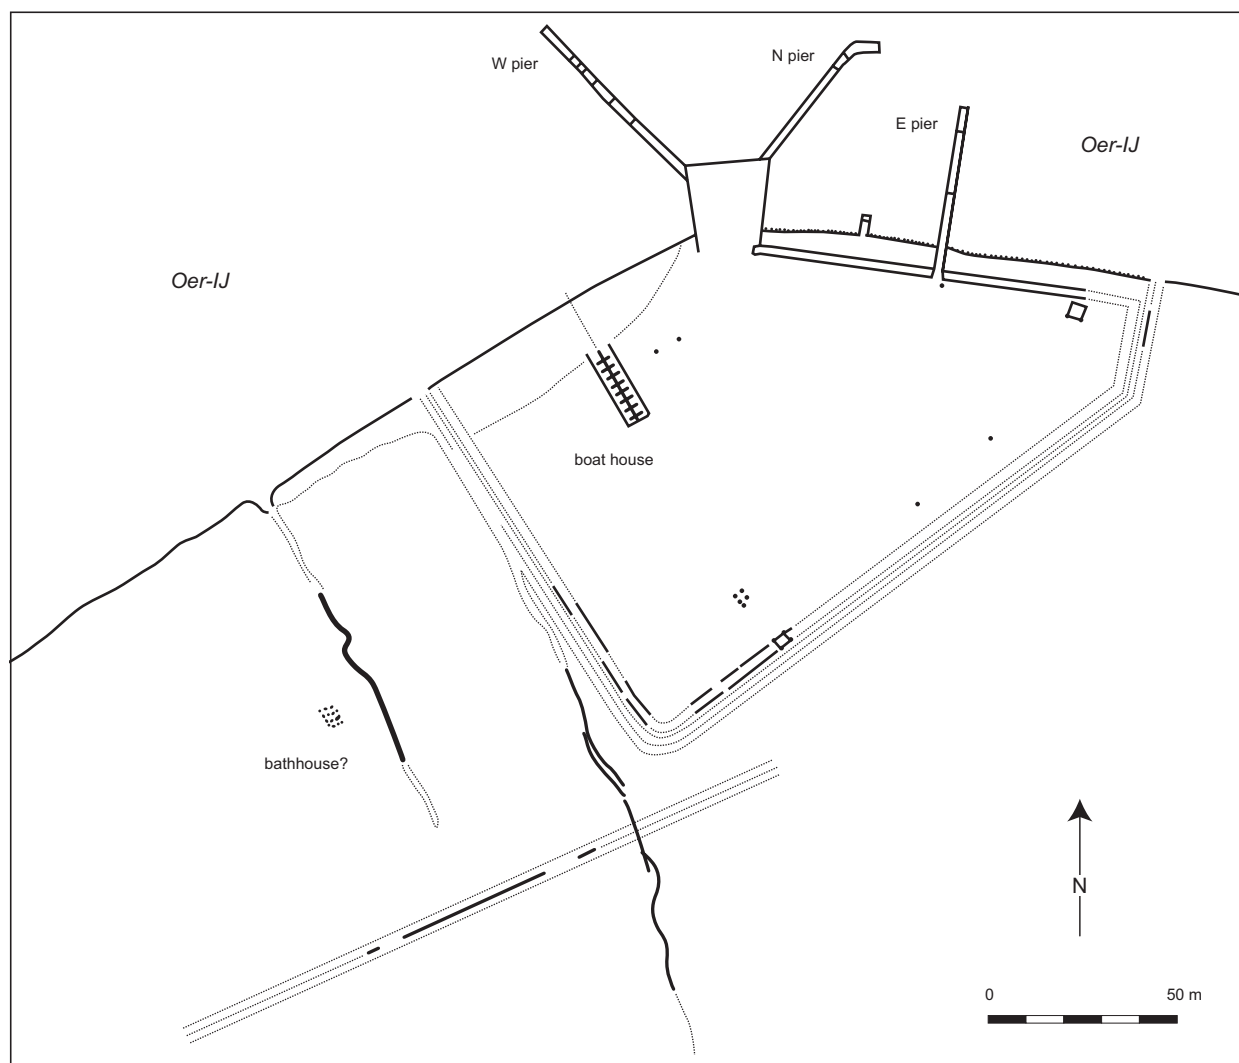 W pier
N pier
E pier
Oer-IJ
Oer-IJ
boat house
bathhouse?
N
0 50 m